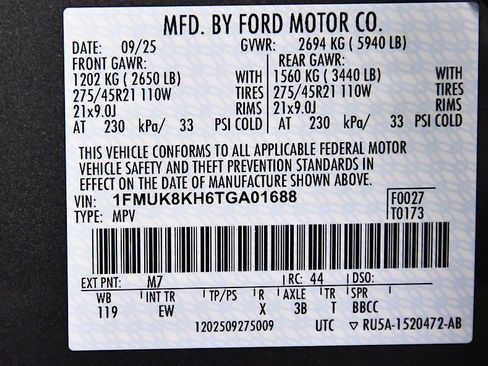 MFD. BY FORD MOTOR CO.
DATE: 09/25 GVWR: 2694 KG ( 5940 LB)
FRONT GAWR: REAR GAWR:
1202 KG ( 2650 LB) WITH 1560 KG ( 3440 LB) WITH
275/45R21 110W TIRES 275/45R21 110W TIRES
21x9.0J RIMS 21x9.0J RIMS
AT 230 kPa/ 33 PSI COLD AT 230 kPa/ 33 PSI COLD
THIS VEHICLE CONFORMS TO ALL APPLICABLE FEDERAL MOTOR
VEHICLE SAFETY AND THEFT PREVENTION STANDARDS IN
EFFECT ON THE DATE OF MANUFACTURE SHOWN ABOVE.
VIN: 1FMUK8KH6TGA01688 F0027
TYPE: MPV T0173
EXT PNT: M7 RC: 44 DSO:
WB INT TR TP/PS R AXLE TR SPR
119 EW X 3B T BBCC
1202509275009 UTC ▽ RU5A-1520472-AB